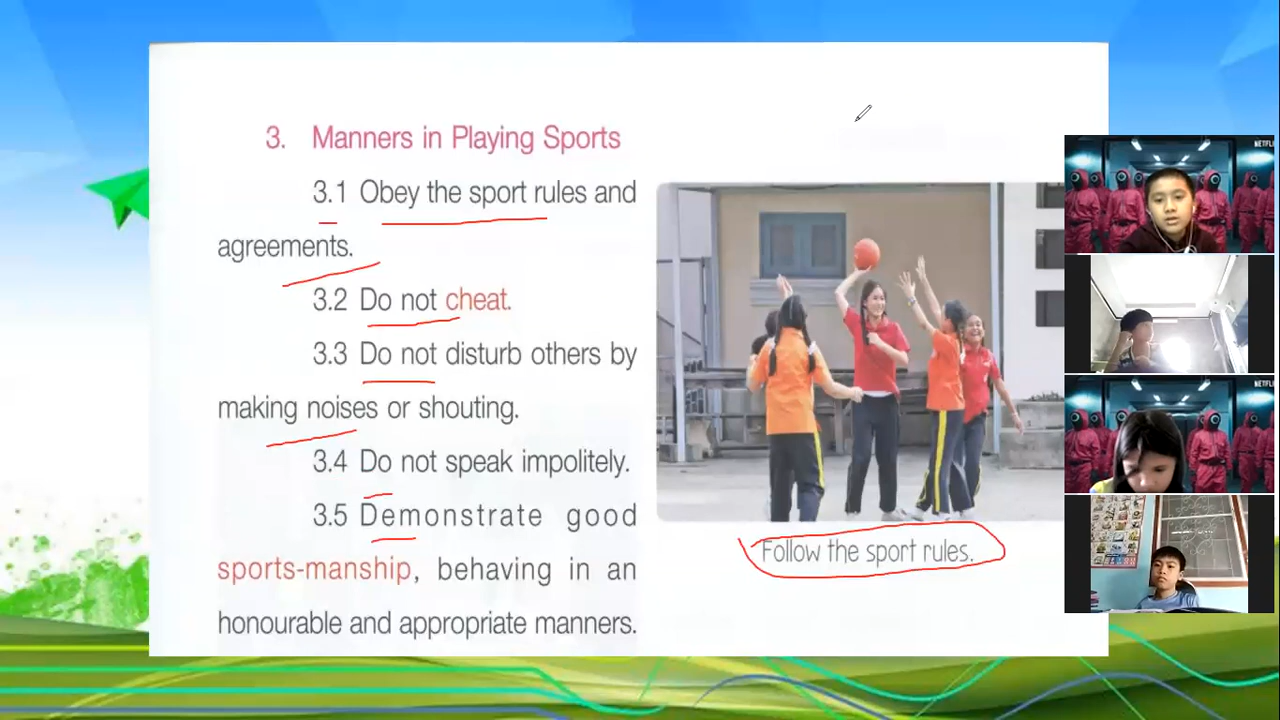 3. Manners in Playing Sports
3.1 Obey the sport rules and
agreements.
3.2 Do not cheat.
3.3 Do not disturb others by
making noises or shouting.
3.4 Do not speak impolitely.
3.5 Demonstrate good
sports-manship, behaving in an
honourable and appropriate manners.
Follow the sport rules.
NETFL
NETFL